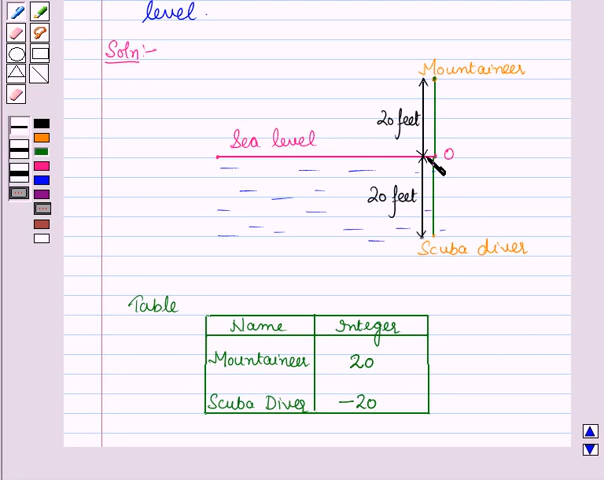 level.
Soln:-
Mountaineer
20 feet
Sea level
0
20 feet
Scuba diver
Table
Name Integer
Mountaineer 20
Scuba Diver -20